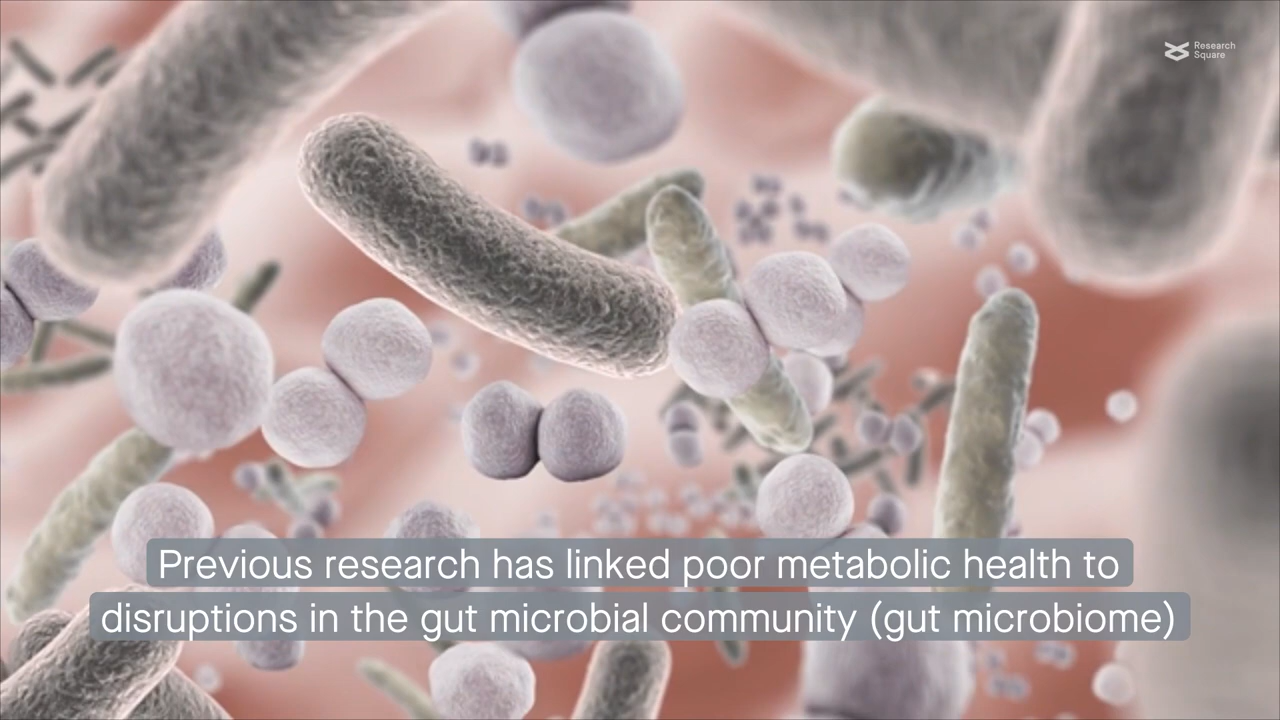 Research
Square
Previous research has linked poor metabolic health to
disruptions in the gut microbial community (gut microbiome)